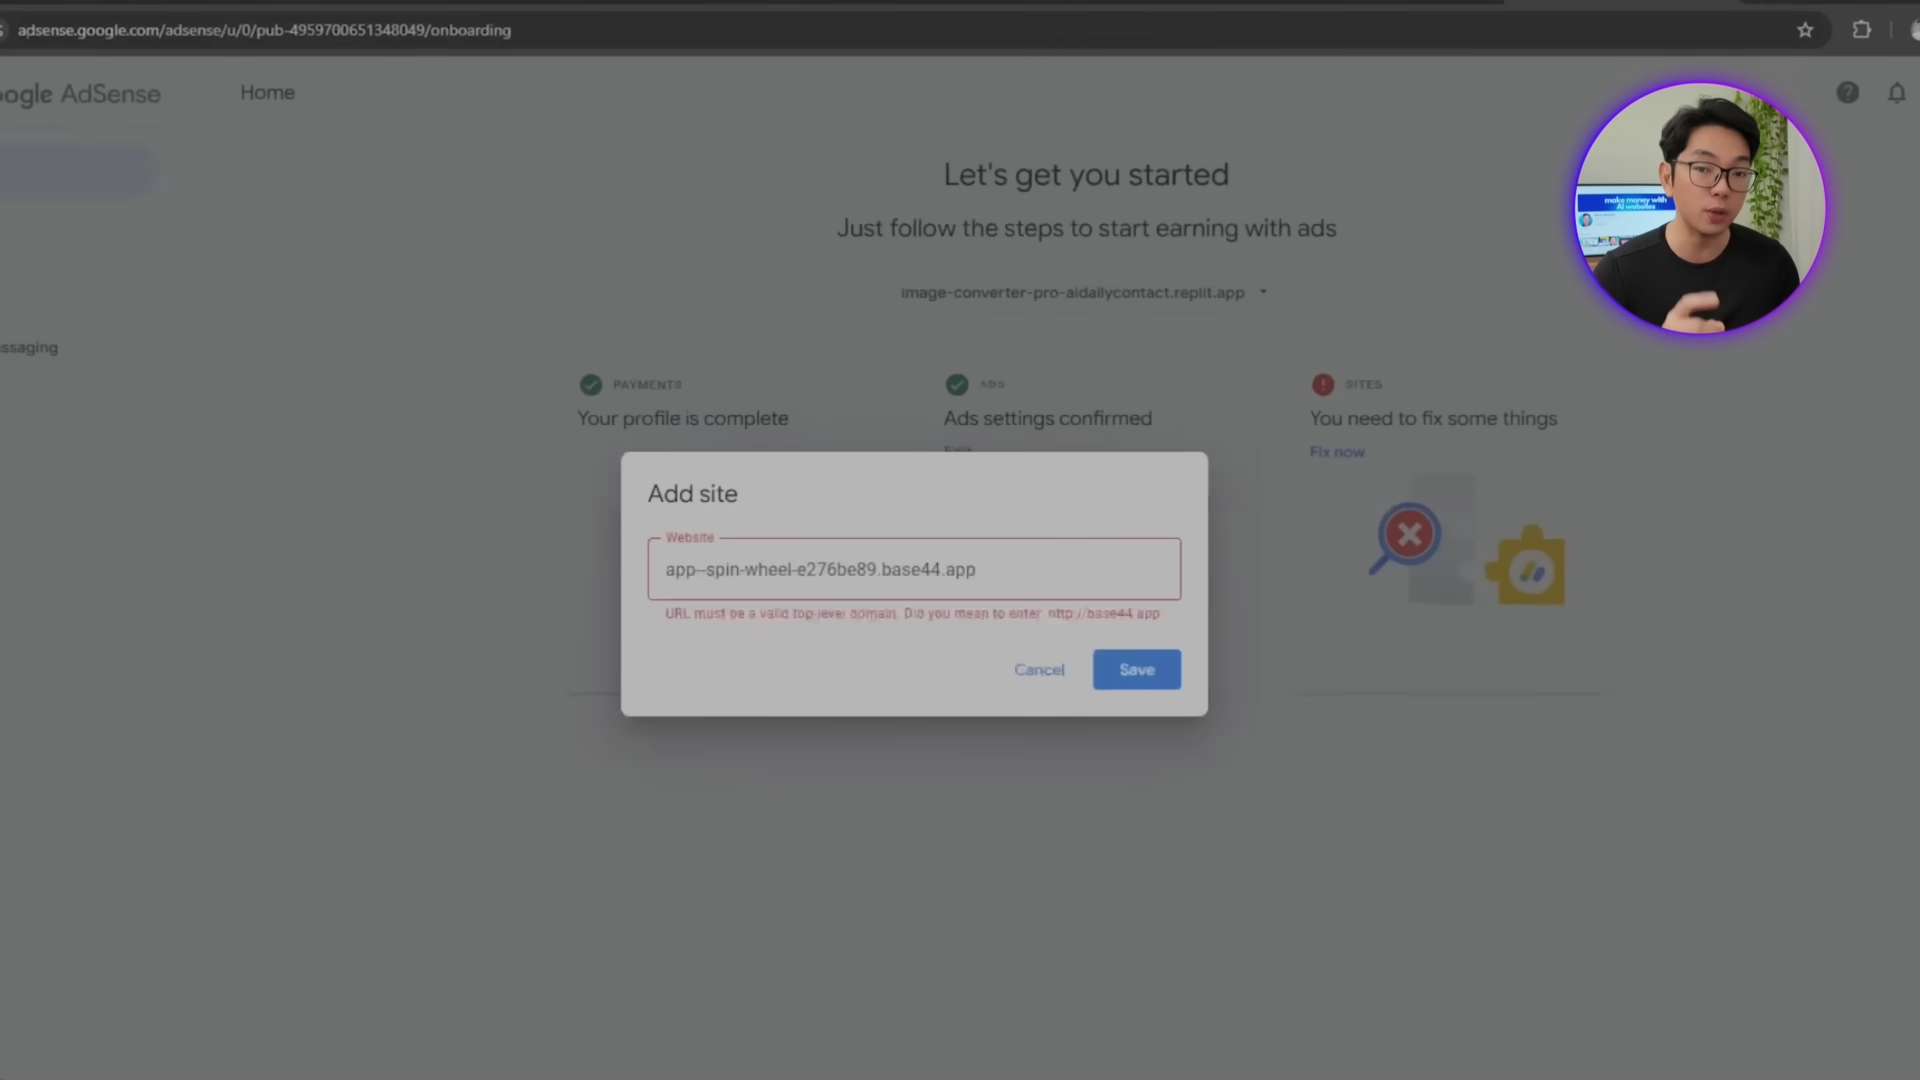 adsense.google.com/adsense/u/0/pub-4959700651348049/onboarding
oogle AdSense
Home
Let's get you started
Just follow the steps to start earning with ads
image-converter-pro-aidailycontact.replit.app
ssaging
PAYMENTS
Your profile is complete
ADS
Ads settings confirmed
Edit
SITES
You need to fix some things
Fix now
Add site
Website
app--spin-wheel-e276be89.base44.app
URL must be a valid top-level domain. Did you mean to enter: http://base44.app
Cancel
Save
make money with
AI websites